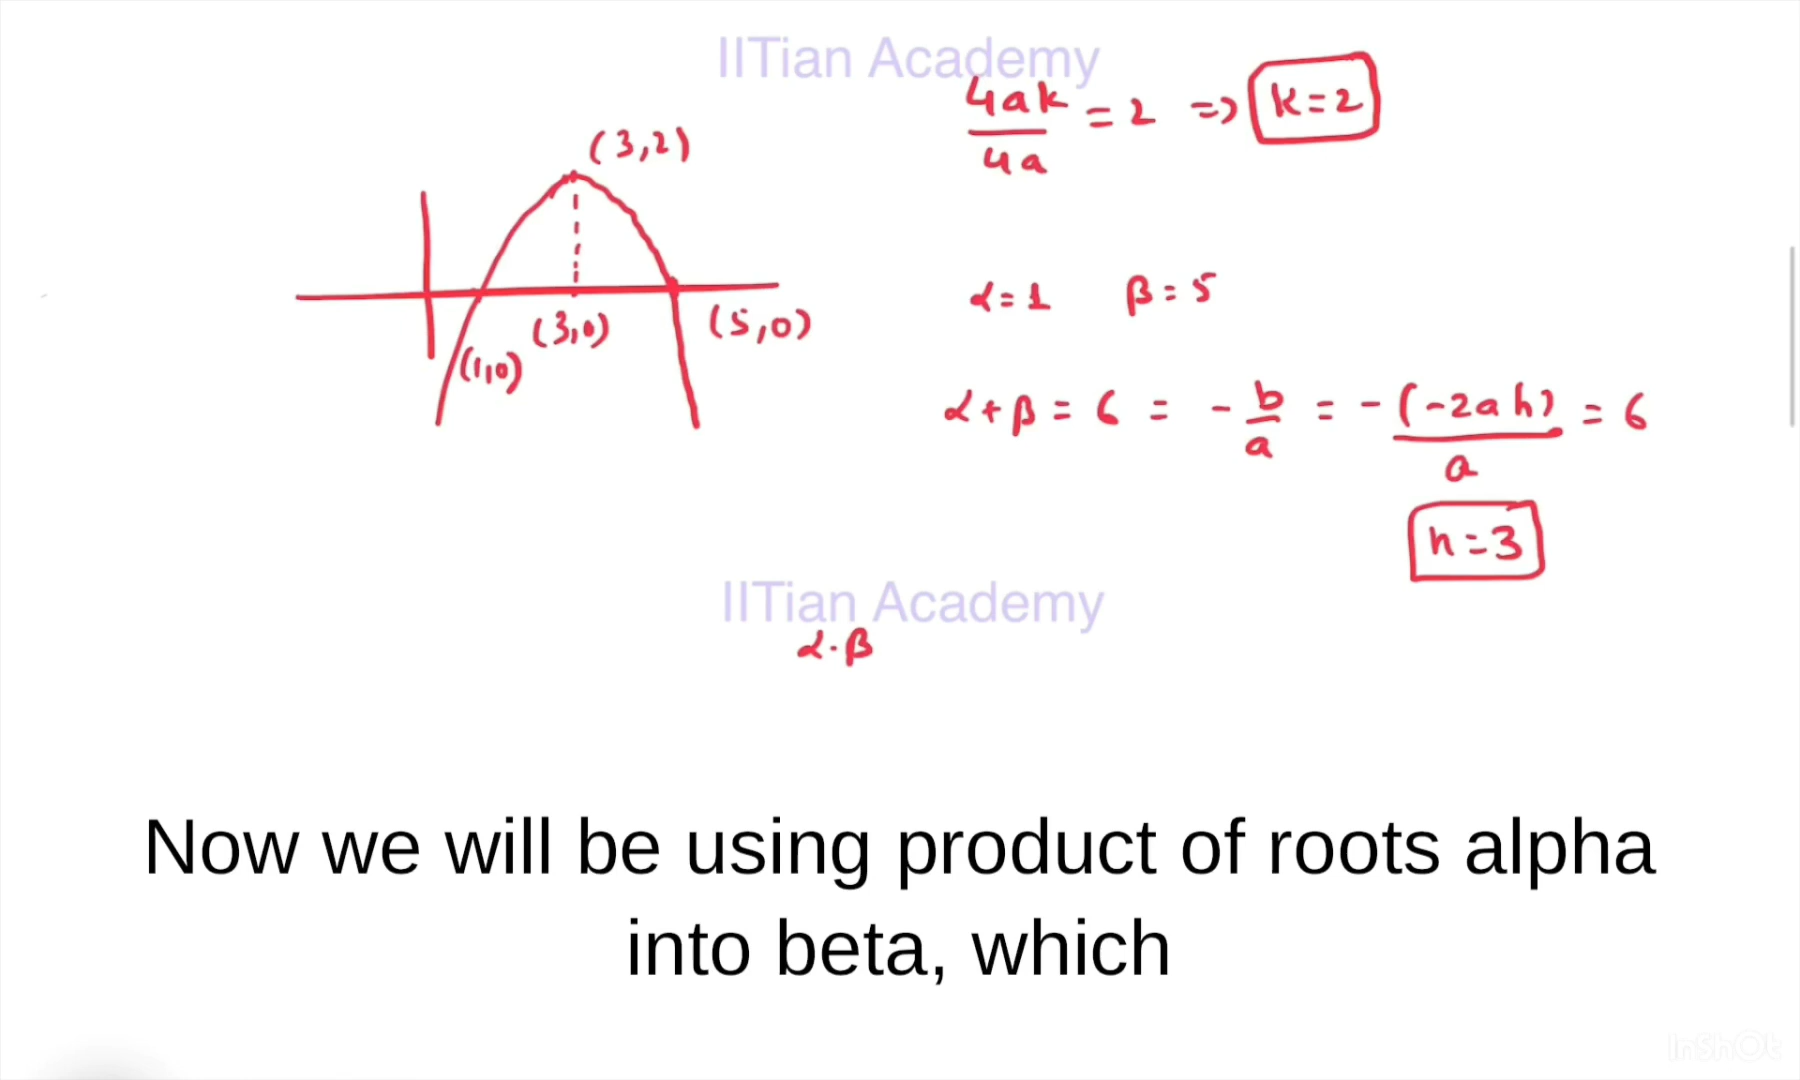 IITian Academy
4ak/4a = 2 => k=2
(3,2)
α=1 β=5
(3,0) (5,0)
(1,0)
α+β = 6 = -b/a = -(-2ah)/a = 6
h=3
IITian Academy
α.β
Now we will be using product of roots alpha
into beta, which
InShOt